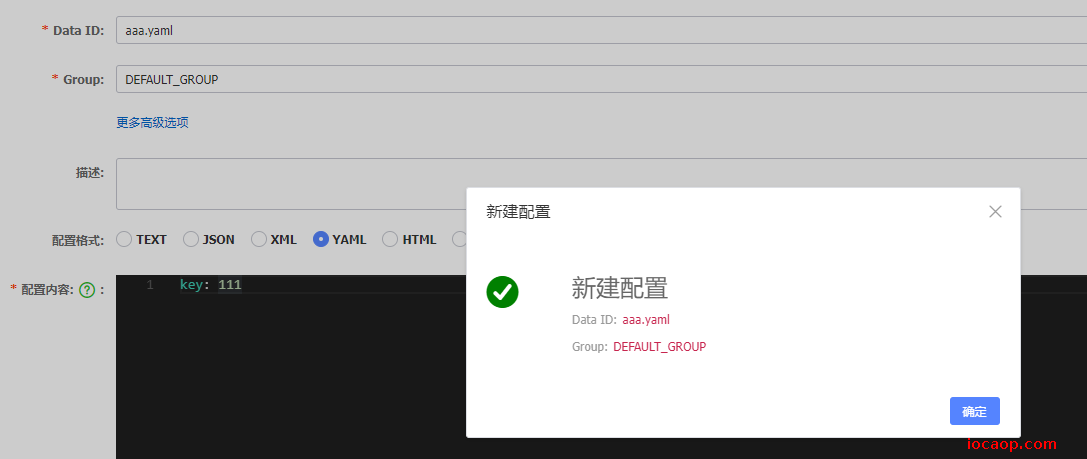 * Data ID: aaa.yaml
* Group: DEFAULT_GROUP
更多高级选项
描述:
配置格式: TEXT JSON XML YAML HTML
* 配置内容: ? :
1 key: 111
新建配置
新建配置
Data ID: aaa.yaml
Group: DEFAULT_GROUP
确定
iocaop.com